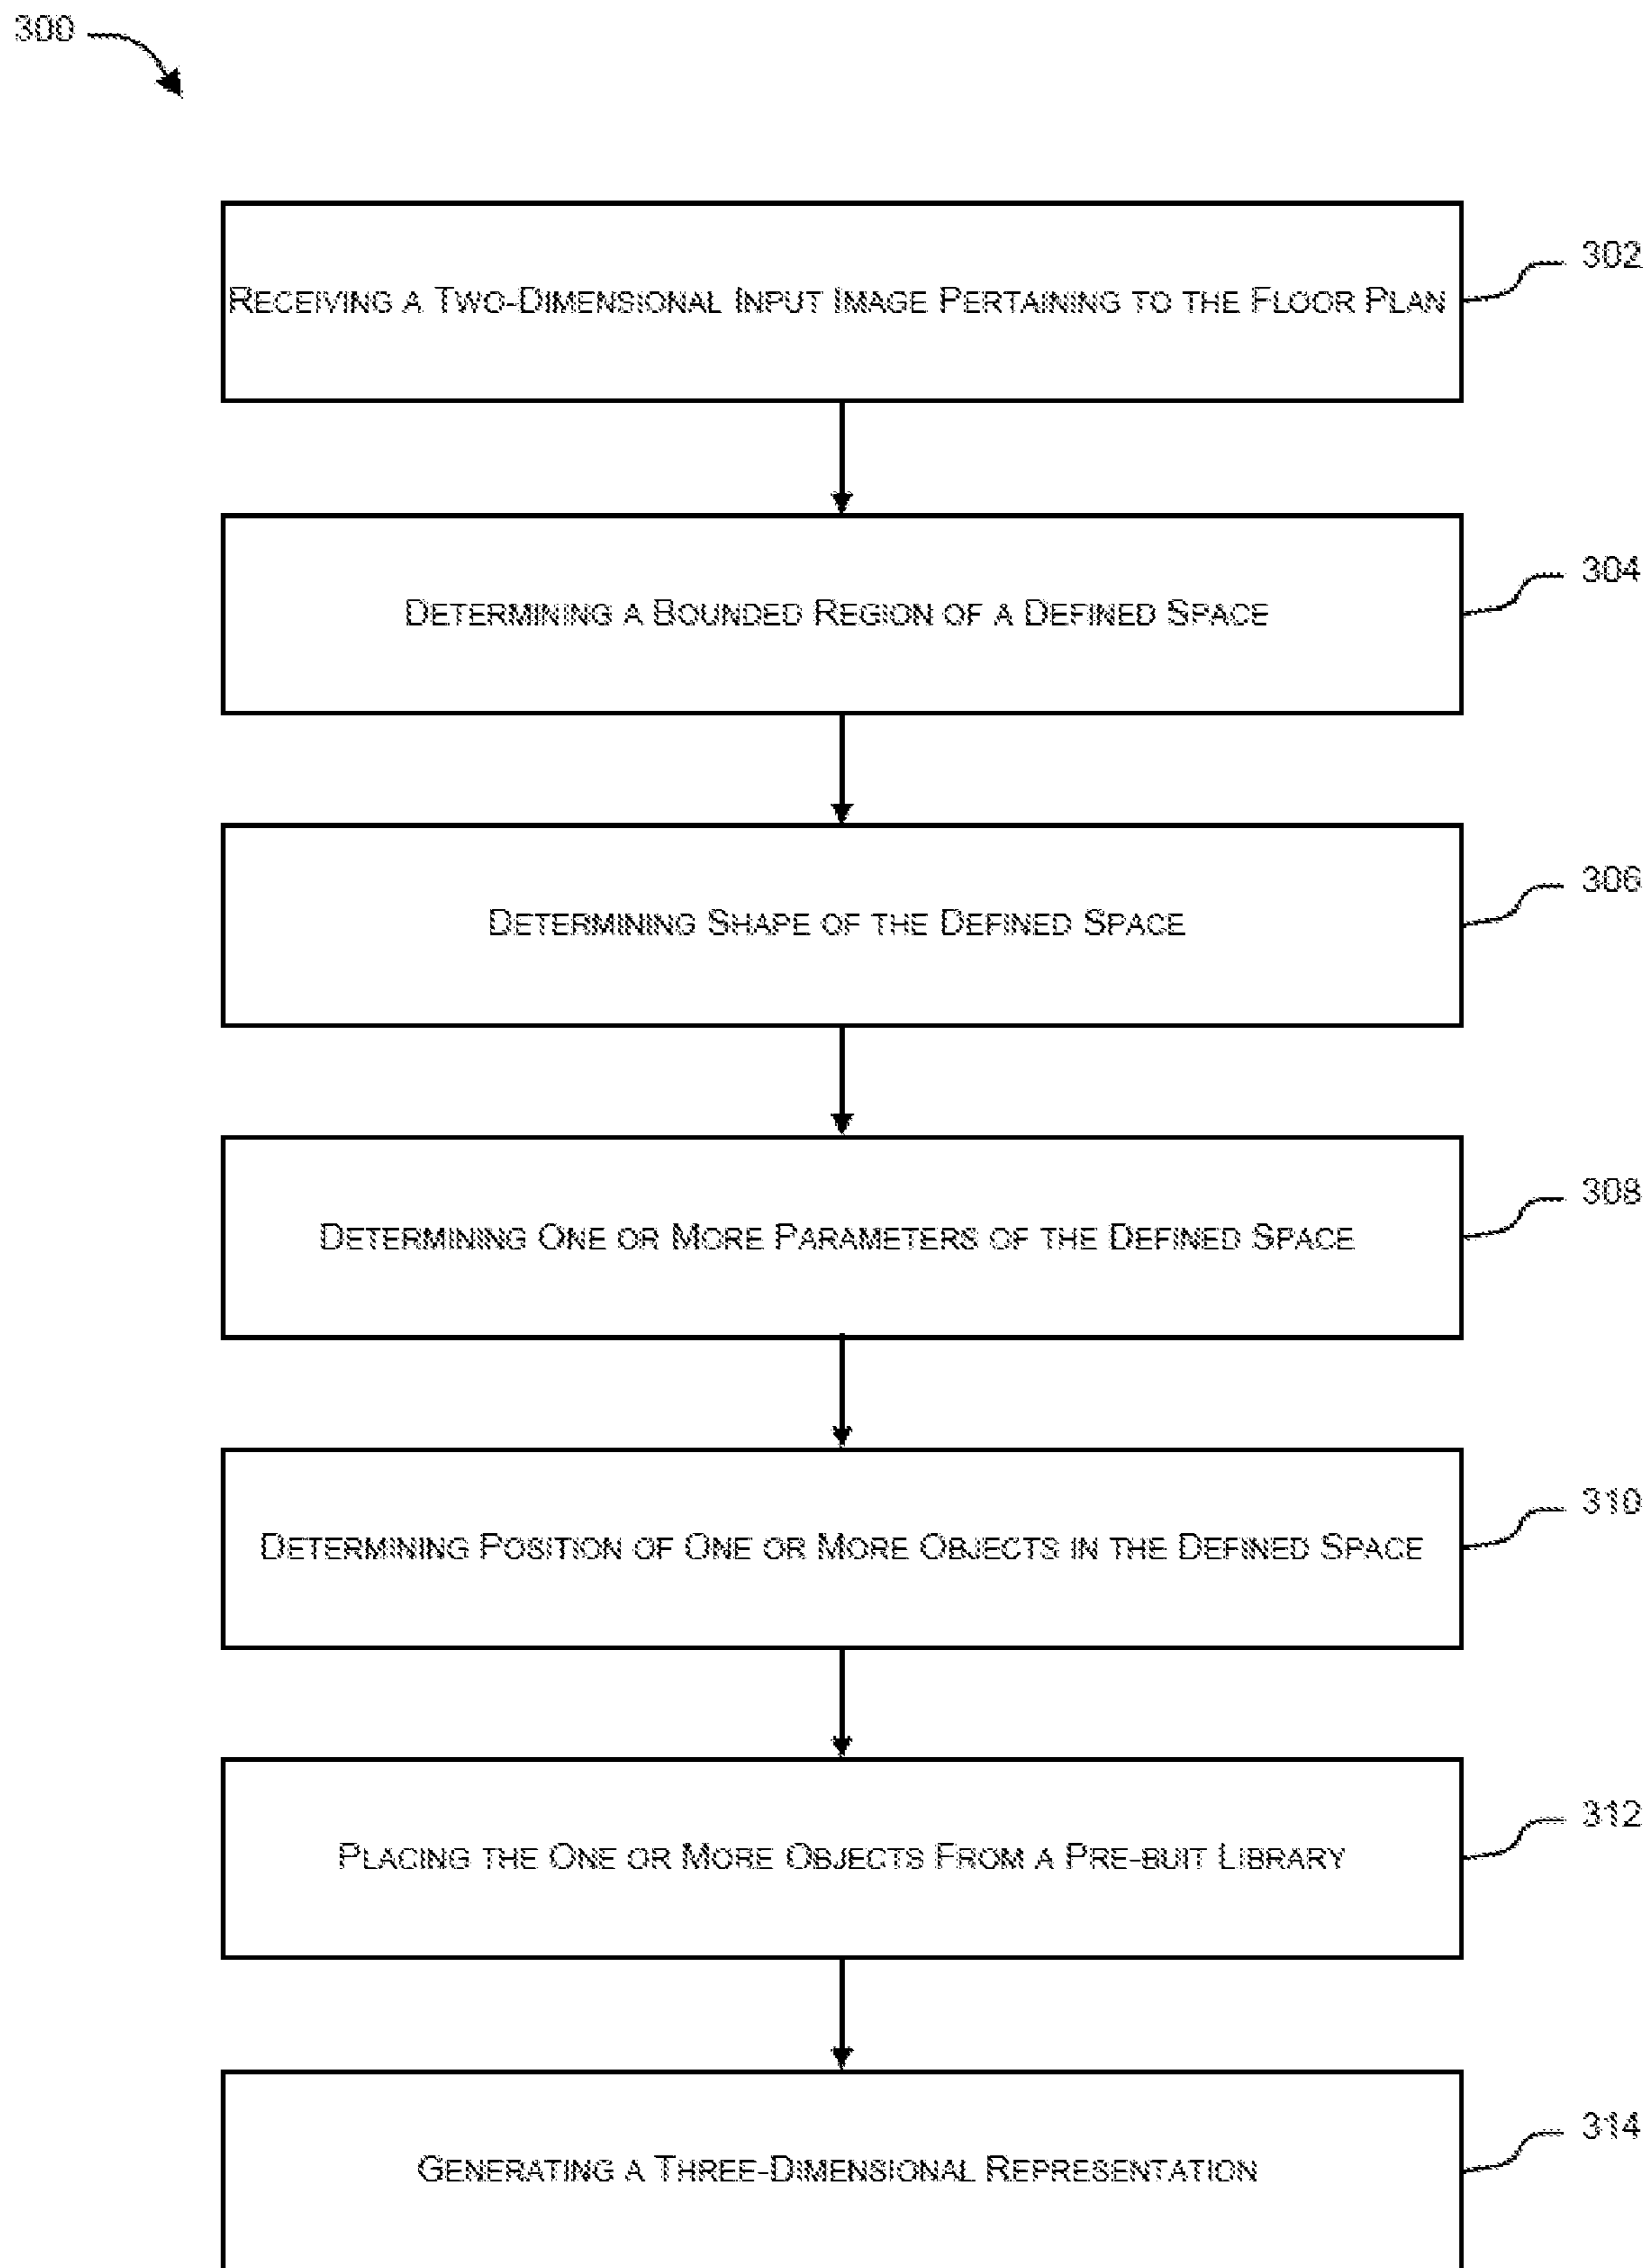 300
RECEIVING A TWO-DIMENSIONAL INPUT IMAGE PERTAINING TO THE FLOOR PLAN
302
DETERMINING A BOUNDED REGION OF A DEFINED SPACE
304
DETERMINING SHAPE OF THE DEFINED SPACE
306
DETERMINING ONE OR MORE PARAMETERS OF THE DEFINED SPACE
308
DETERMINING POSITION OF ONE OR MORE OBJECTS IN THE DEFINED SPACE
310
PLACING THE ONE OR MORE OBJECTS FROM A PRE-BUIT LIBRARY
312
GENERATING A THREE-DIMENSIONAL REPRESENTATION
314